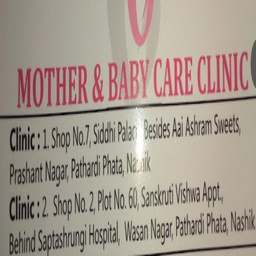 MOTHER & BABY CARE CLINIC
Clinic : 1. Shop No.7, Siddhi Palace, Besides Aai Ashram Sweets,
Prashant Nagar, Pathardi Phata, Nashik
Clinic : 2. Shop No. 2, Plot No. 60, Sanskruti Vishwa Appt.,
Behind Saptashrungi Hospital, Wasan Nagar, Pathardi Phata, Nashik